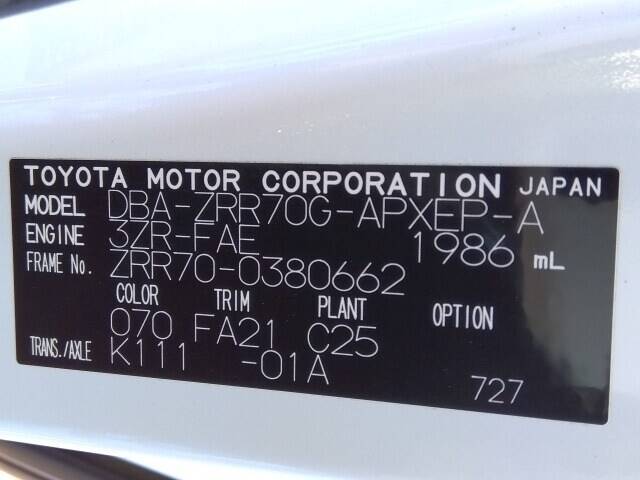 TOYOTA MOTOR CORPORATION JAPAN
MODEL DBA-ZRR70G-APXEP-A
ENGINE 3ZR-FAE 1986 mL
FRAME No. ZRR70-0380662
COLOR TRIM PLANT OPTION
070 FA21 C25
TRANS./AXLE K111 -01A
727